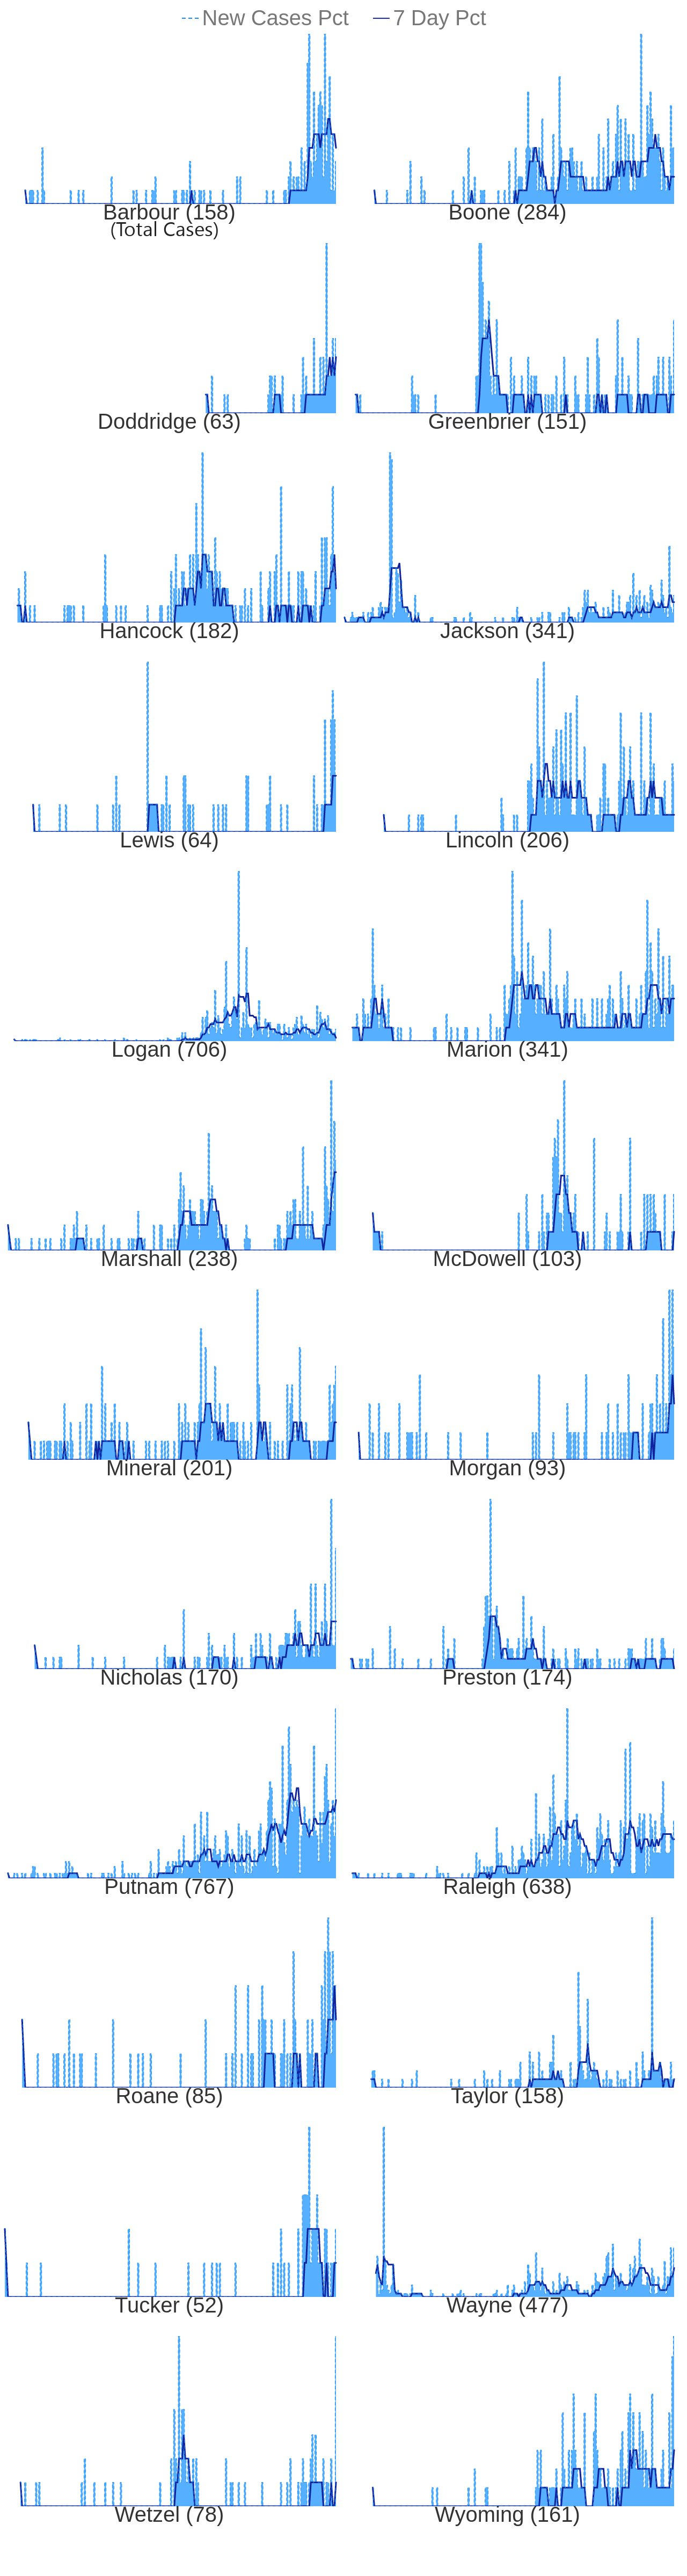 New Cases Pct 7 Day Pct
Barbour (158) Boone (284)
(Total Cases)
Doddridge (63) Greenbrier (151)
Hancock (182) Jackson (341)
Lewis (64) Lincoln (206)
Logan (706) Marion (341)
Marshall (238) McDowell (103)
Mineral (201) Morgan (93)
Nicholas (170) Preston (174)
Putnam (767) Raleigh (638)
Roane (85) Taylor (158)
Tucker (52) Wayne (477)
Wetzel (78) Wyoming (161)